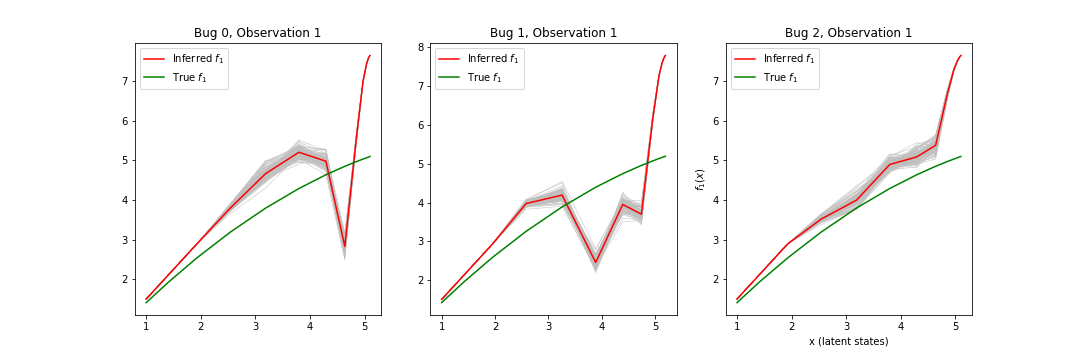 Bug 0, Observation 1
Inferred f₁
True f₁
7
6
5
4
3
2
1 2 3 4 5
Bug 1, Observation 1
Inferred f₁
True f₁
8
7
6
5
4
3
2
1 2 3 4 5
Bug 2, Observation 1
Inferred f₁
True f₁
f₁(x)
7
6
5
4
3
2
1 2 3 4 5
x (latent states)